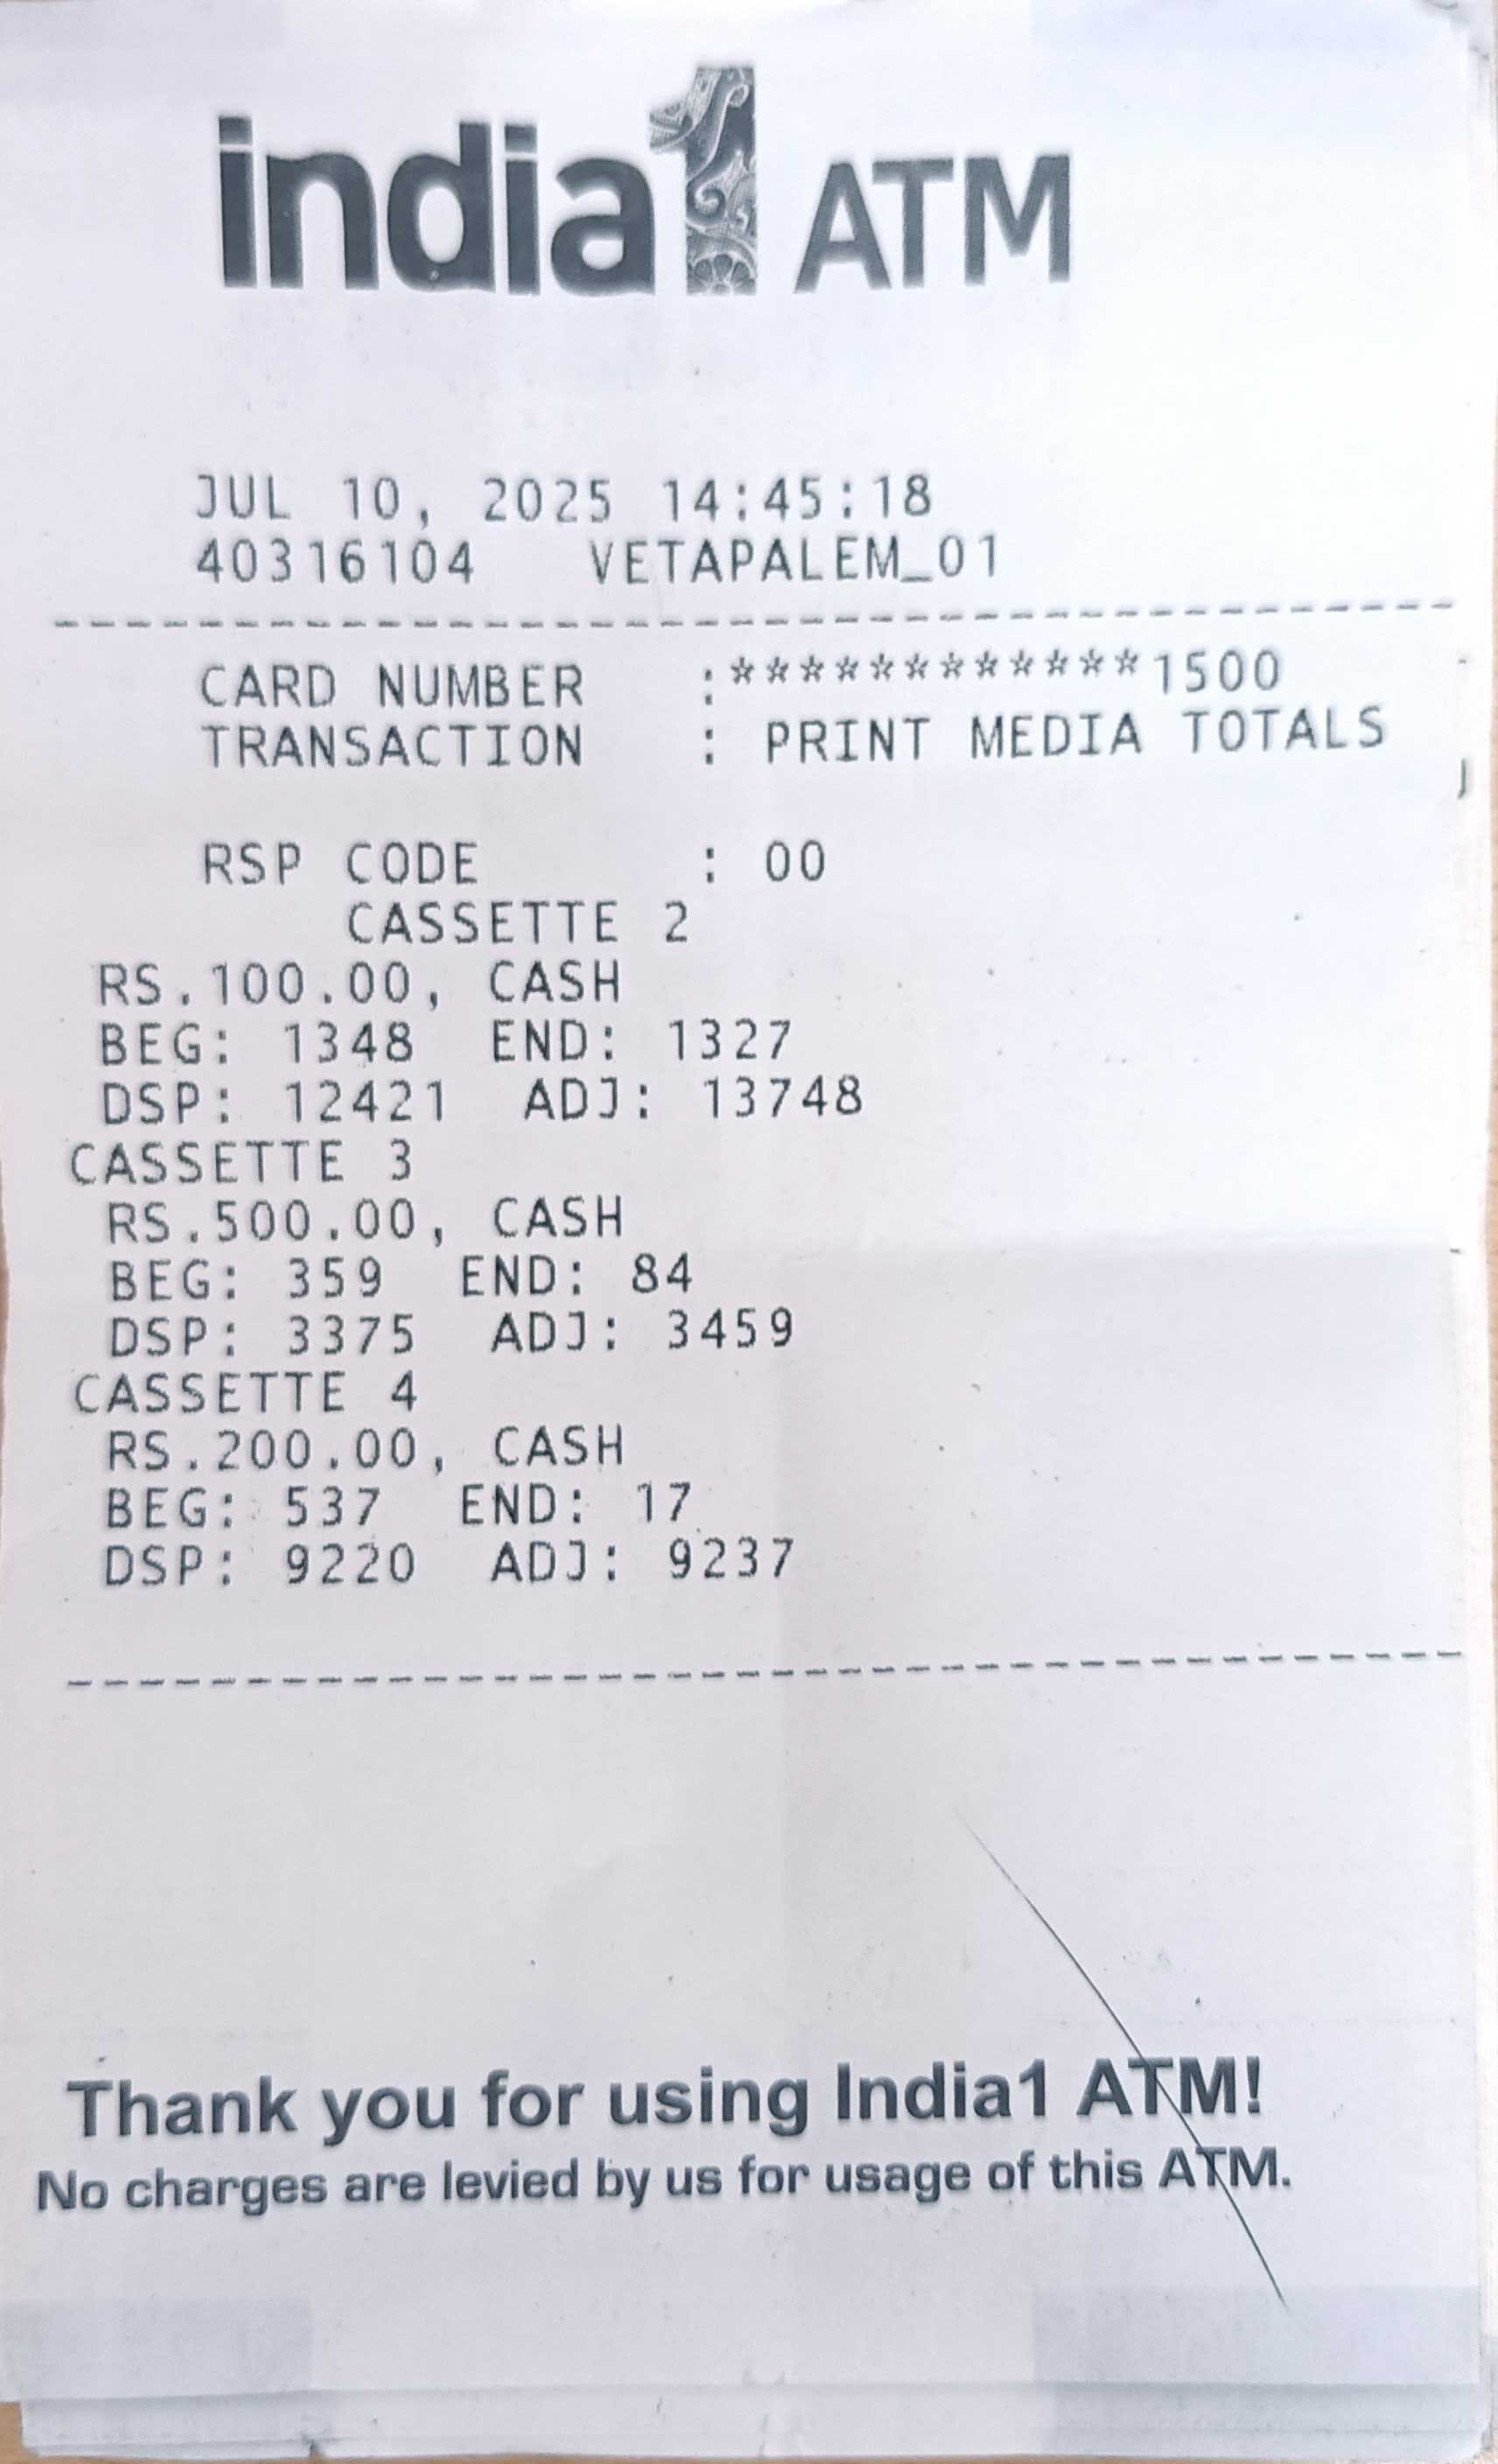 india1 ATM
JUL 10, 2025 14:45:18
40316104 VETAPALEM_01
CARD NUMBER :************1500
TRANSACTION : PRINT MEDIA TOTALS
RSP CODE : 00
CASSETTE 2
RS.100.00, CASH
BEG: 1348 END: 1327
DSP: 12421 ADJ: 13748
CASSETTE 3
RS.500.00, CASH
BEG: 359 END: 84
DSP: 3375 ADJ: 3459
CASSETTE 4
RS.200.00, CASH
BEG: 537 END: 17
DSP: 9220 ADJ: 9237
Thank you for using India1 ATM!
No charges are levied by us for usage of this ATM.